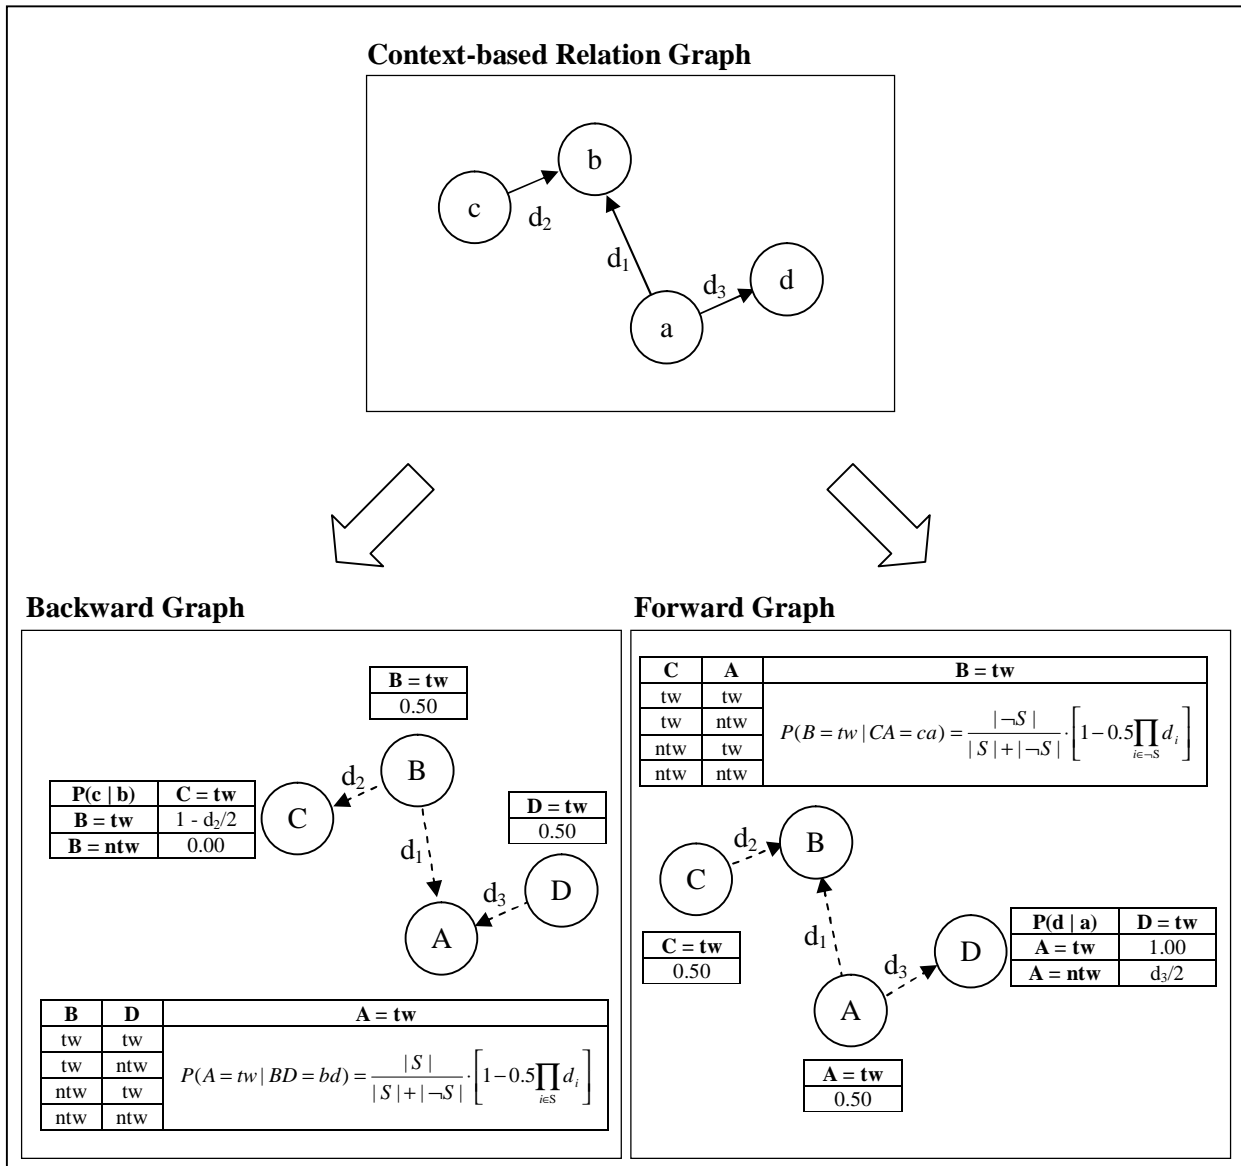 Context-based Relation Graph
b
c
d₂
d₁
d
d₃
a
Backward Graph
B = tw
0.50
B
d₂
P(c | b) C = tw
B = tw 1 - d₂/2
B = ntw 0.00
C
D = tw
0.50
d₁
D
d₃
A
B D A = tw
tw tw
tw ntw
ntw tw
ntw ntw
P(A = tw | BD = bd) = |S| / (|S| + |¬S|) · [1 − 0.5 ∏ i∈S dᵢ]
Forward Graph
C A B = tw
tw tw
tw ntw
ntw tw
ntw ntw
P(B = tw | CA = ca) = |¬S| / (|S| + |¬S|) · [1 − 0.5 ∏ i∈¬S dᵢ]
d₂
B
C
C = tw
0.50
d₁
D
P(d | a) D = tw
A = tw 1.00
A = ntw d₃/2
d₃
A
A = tw
0.50